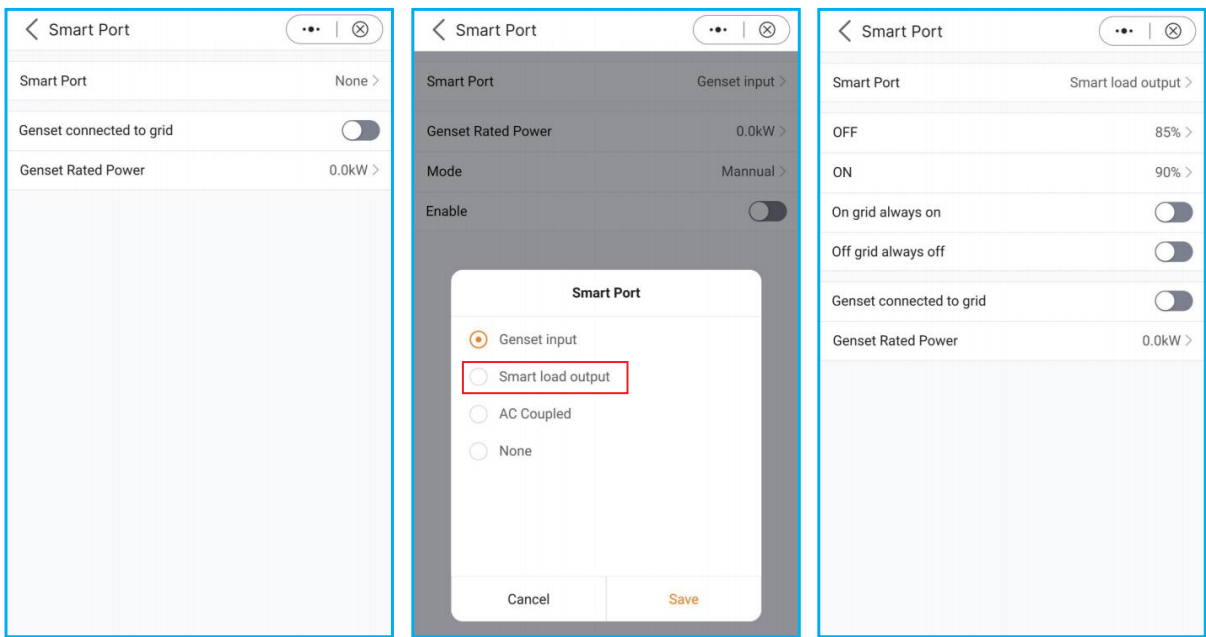 Smart Port
Smart Port None
Genset connected to grid
Genset Rated Power 0.0kW
Smart Port
Smart Port Genset input
Genset Rated Power 0.0kW
Mode Mannual
Enable
Smart Port
Genset input
Smart load output
AC Coupled
None
Cancel Save
Smart Port
Smart Port Smart load output
OFF 85%
ON 90%
On grid always on
Off grid always off
Genset connected to grid
Genset Rated Power 0.0kW